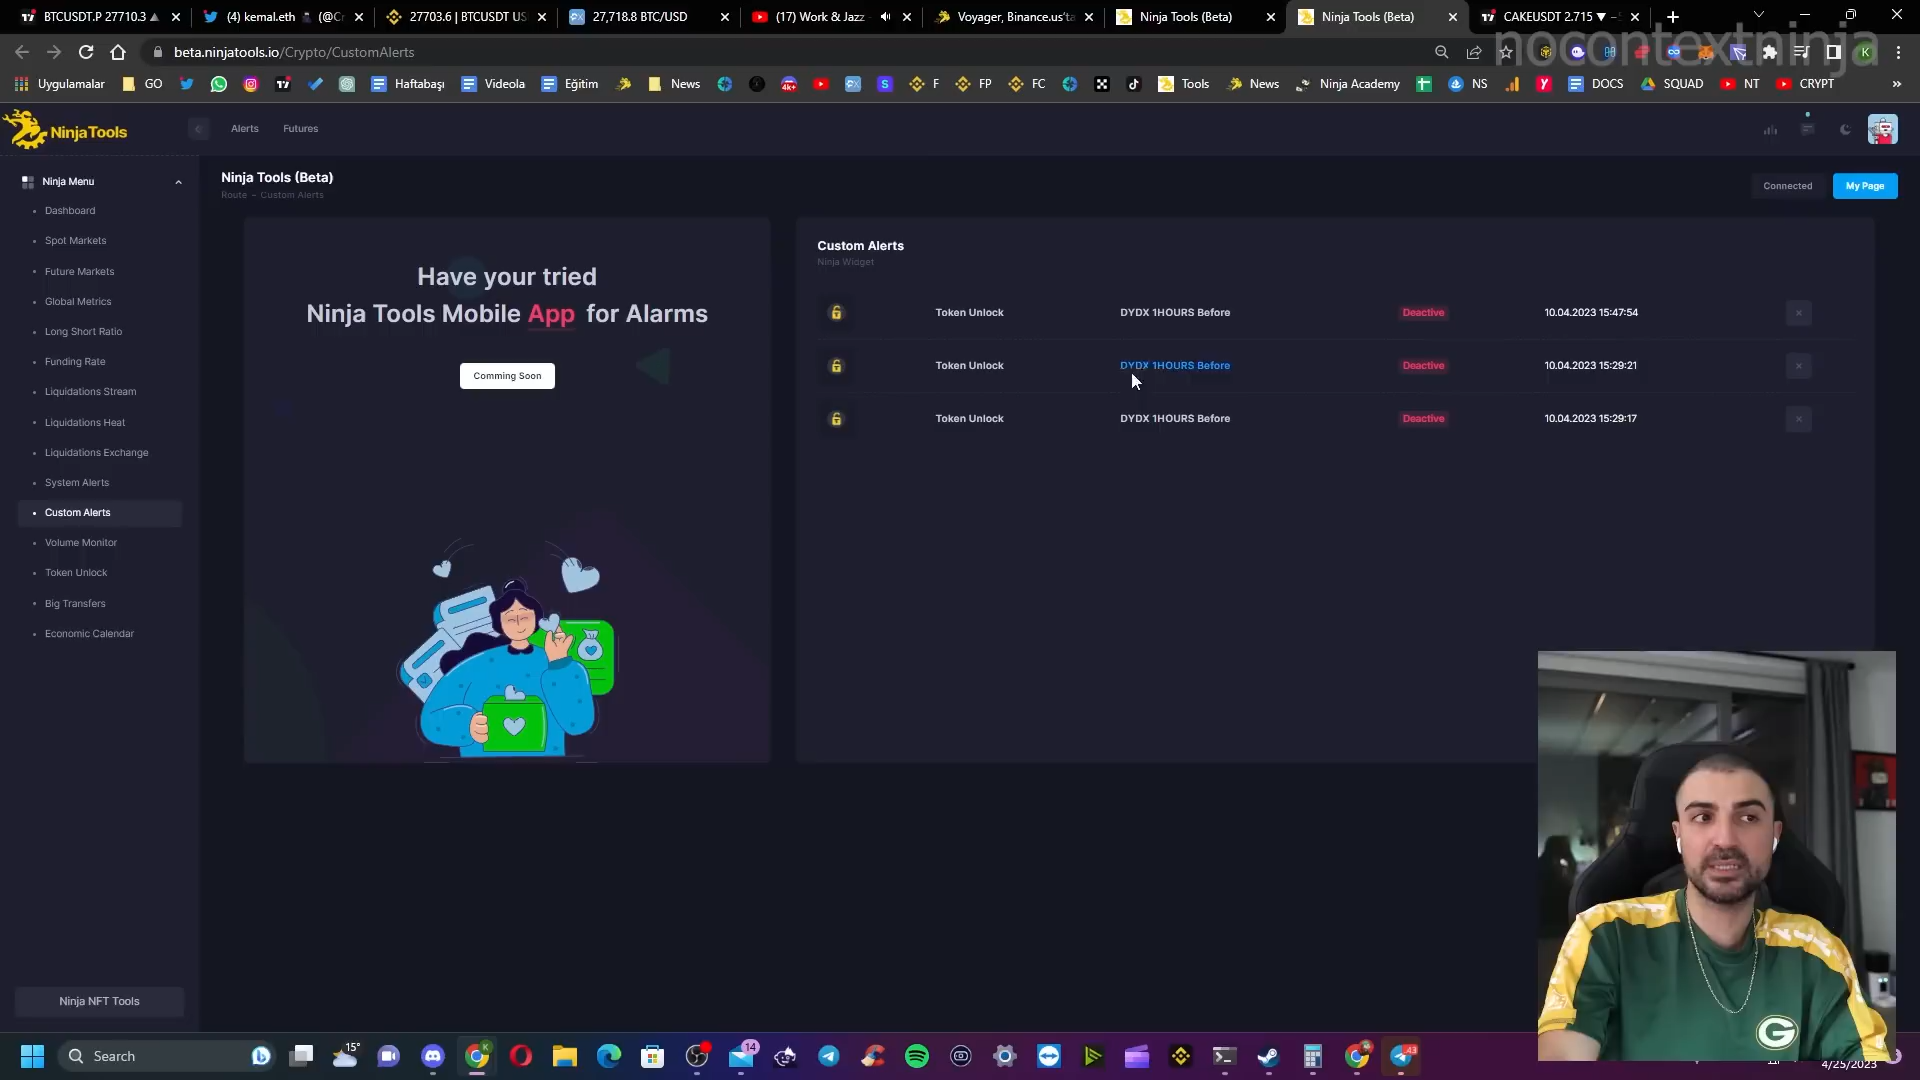 BTCUSDT.P 27710.3
(4) kemal.eth
27703.6 | BTCUSDT US
27,718.8 BTC/USD
(17) Work & Jazz
Voyager, Binance.us'ta
Ninja Tools (Beta)
Ninja Tools (Beta)
CAKEUSDT 2.715 ▼
beta.ninjatools.io/Crypto/CustomAlerts
nocontextninja
K
Uygulamalar
GO
Haftabaşı
Videola
Eğitim
News
4k+
F
FP
FC
Tools
News
Ninja Academy
NS
DOCS
SQUAD
NT
CRYPT
»
NinjaTools
Alerts
Futures
Ninja Menu
Dashboard
Spot Markets
Future Markets
Global Metrics
Long Short Ratio
Funding Rate
Liquidations Stream
Liquidations Heat
Liquidations Exchange
System Alerts
Custom Alerts
Volume Monitor
Token Unlock
Big Transfers
Economic Calendar
Ninja NFT Tools
Ninja Tools (Beta)
Route - Custom Alerts
Connected
My Page
Have your tried
Ninja Tools Mobile App for Alarms
Comming Soon
Custom Alerts
Ninja Widget
Token Unlock DYDX 1HOURS Before Deactive 10.04.2023 15:47:54
Token Unlock DYDX 1HOURS Before Deactive 10.04.2023 15:29:21
Token Unlock DYDX 1HOURS Before Deactive 10.04.2023 15:29:17
G
Search
15°
14
43
4/25/2023